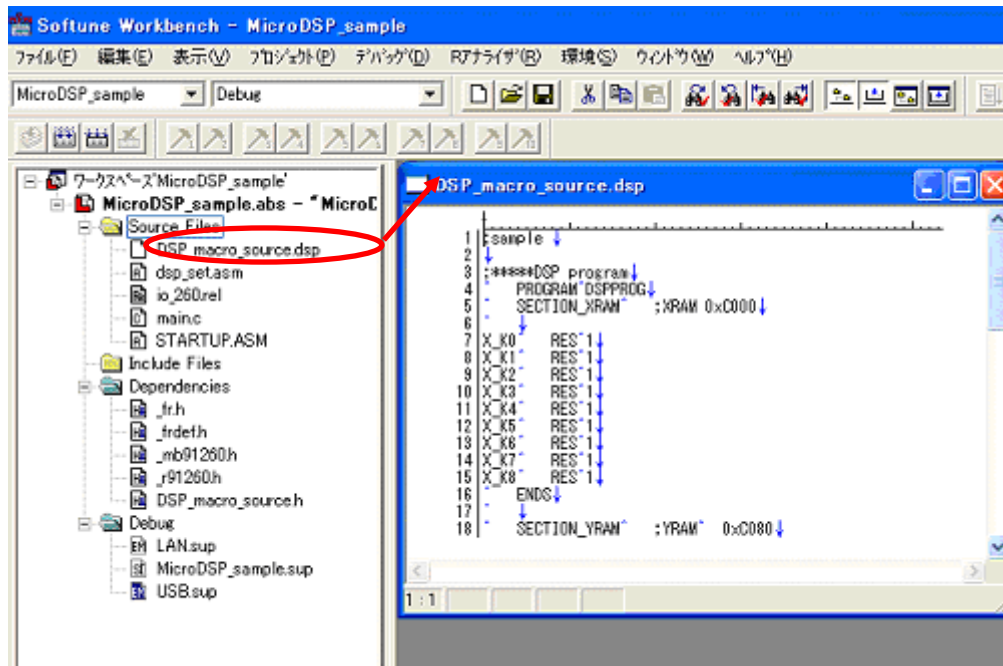 Softune Workbench - MicroDSP_sample
ファイル(F) 編集(E) 表示(V) プロジェクト(P) デバッグ(D) Rアナライザ(R) 環境(S) ウィンドウ(W) ヘルプ(H)
MicroDSP_sample Debug
ワークスペース'MicroDSP_sample'
MicroDSP_sample.abs - "MicroD
Source Files
DSP_macro_source.dsp
dsp_set.asm
io_260.rel
main.c
STARTUP.ASM
Include Files
Dependencies
_fr.h
_frdef.h
_mb91260.h
_r91260.h
DSP_macro_source.h
Debug
LAN.sup
MicroDSP_sample.sup
USB.sup
DSP_macro_source.dsp
1 ;sample ↓
2 ↓
3 ;*****DSP program↓
4 PROGRAM DSPPROG↓
5 SECTION_XRAM ;XRAM 0xC000↓
6 ↓
7 X_K0 RES 1↓
8 X_K1 RES 1↓
9 X_K2 RES 1↓
10 X_K3 RES 1↓
11 X_K4 RES 1↓
12 X_K5 RES 1↓
13 X_K6 RES 1↓
14 X_K7 RES 1↓
15 X_K8 RES 1↓
16 ENDS↓
17 ↓
18 SECTION_YRAM ;YRAM 0xC080↓
1:1